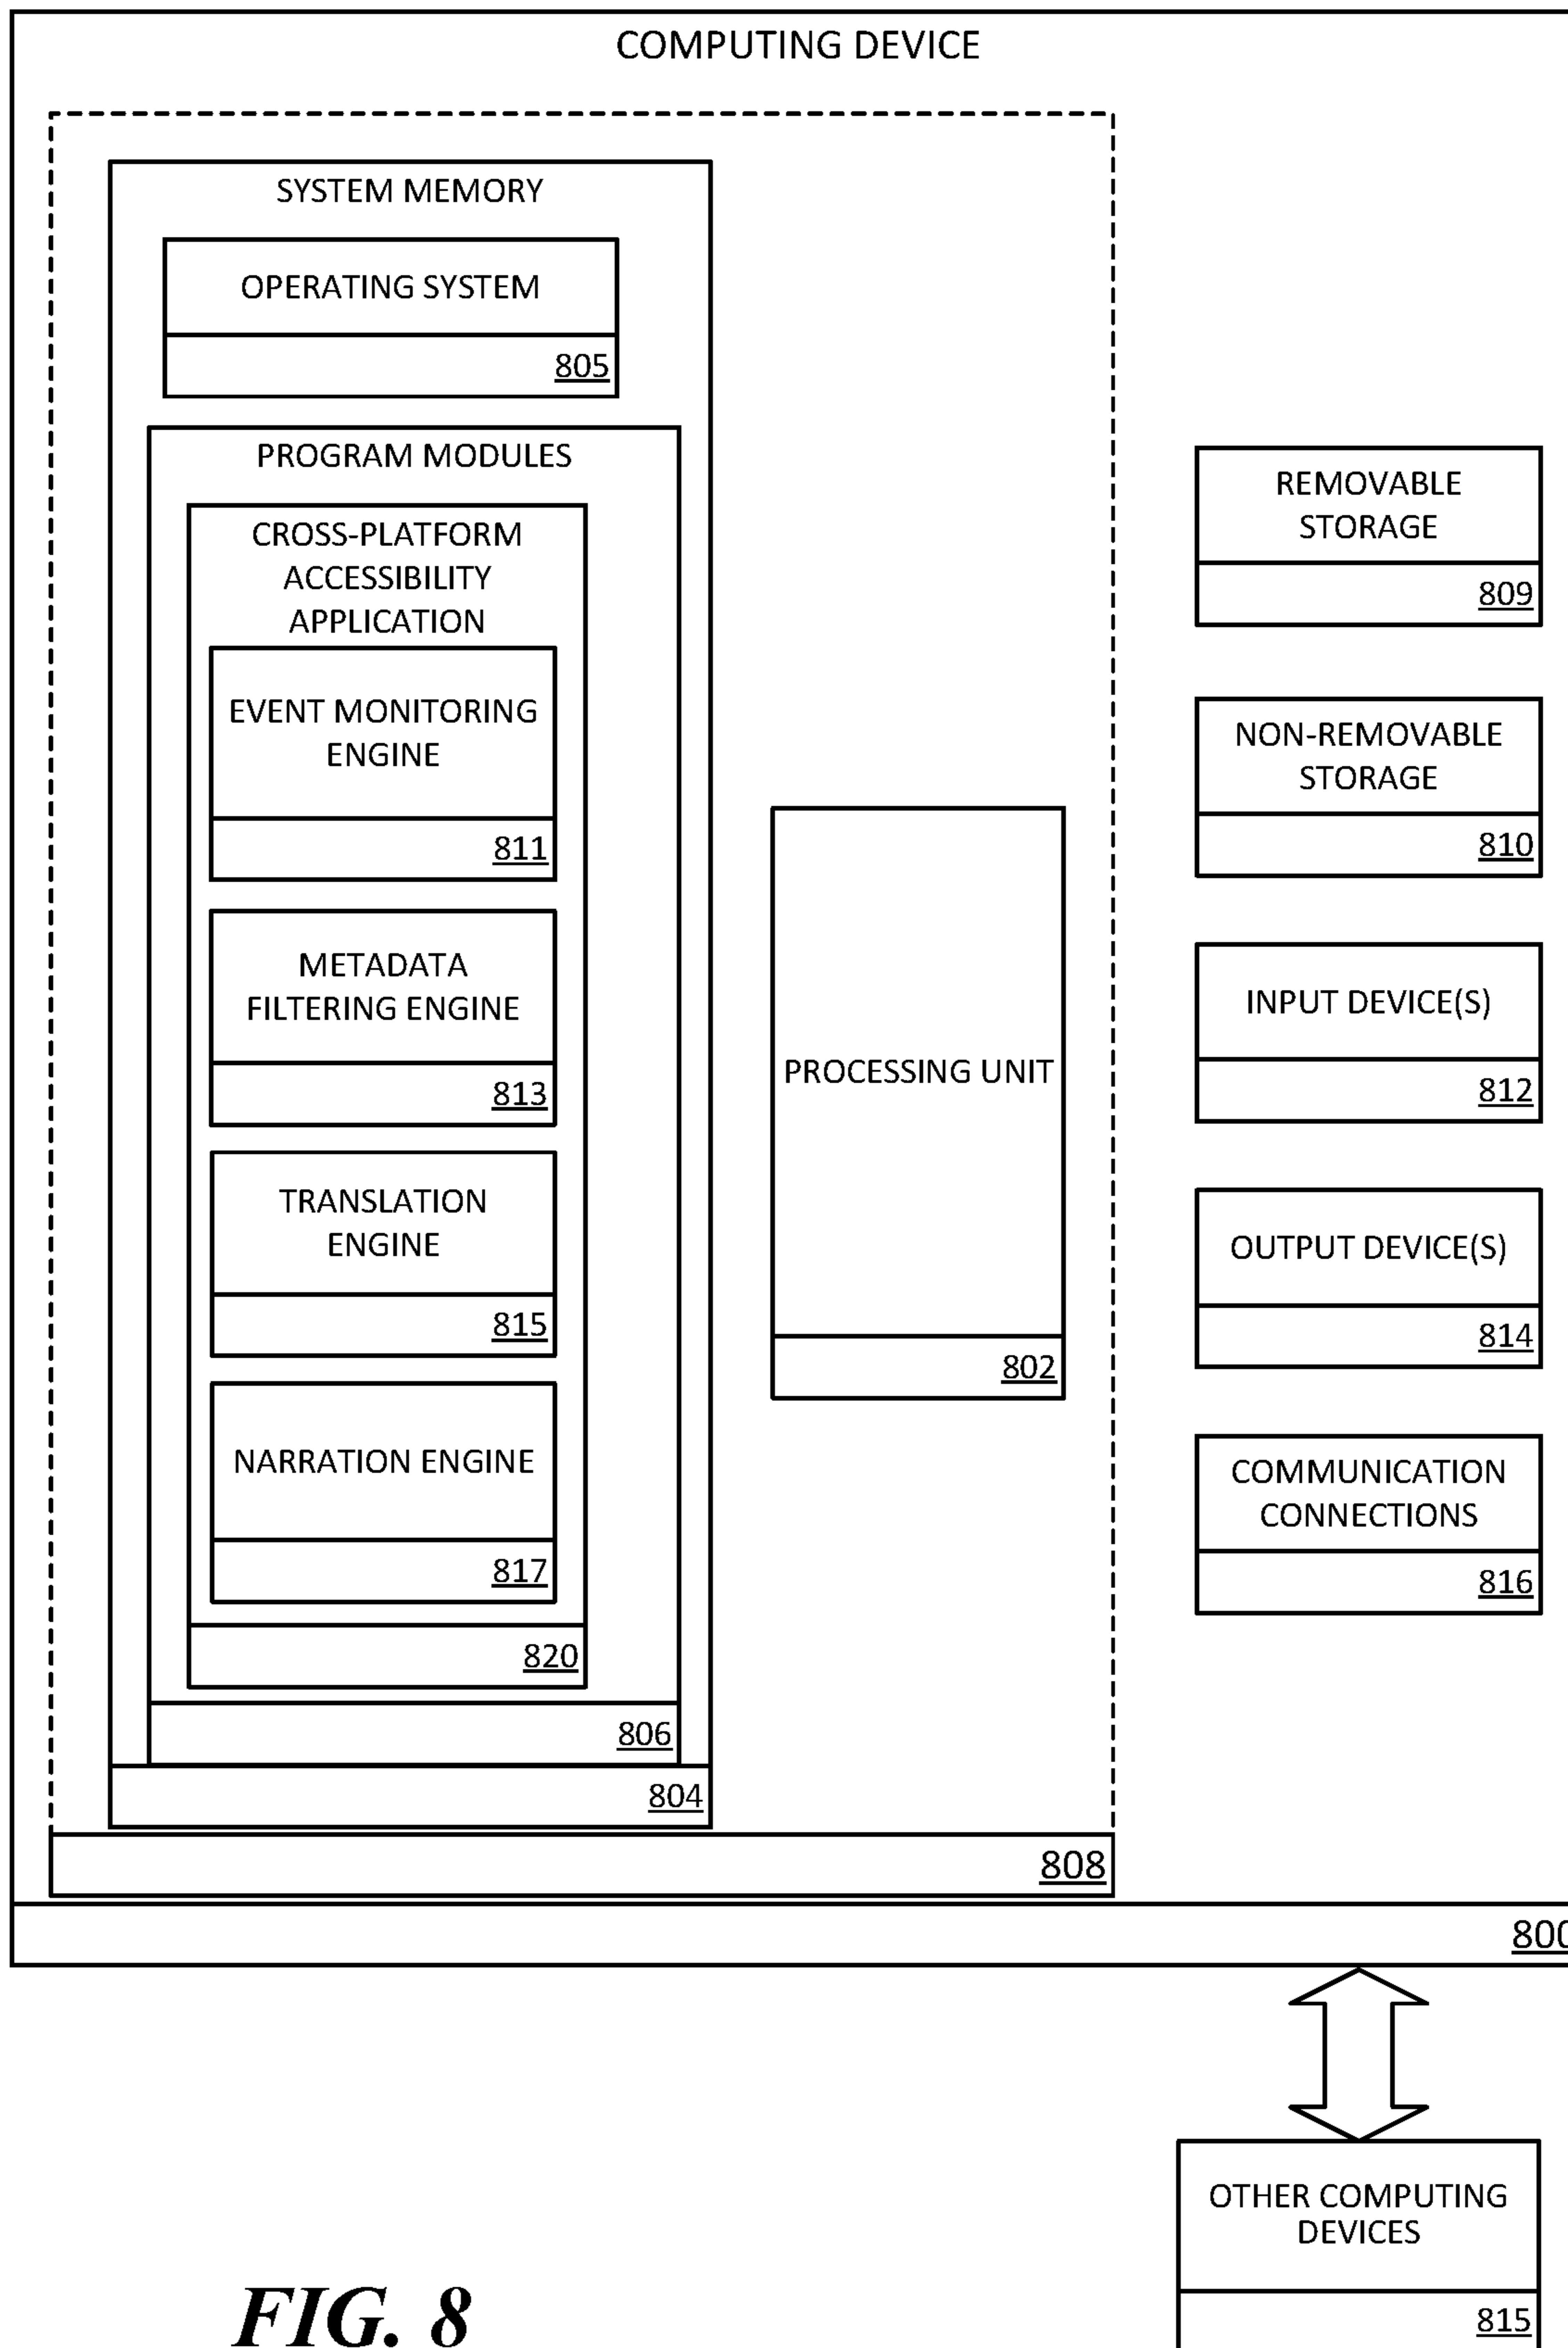 COMPUTING DEVICE
SYSTEM MEMORY
OPERATING SYSTEM
805
PROGRAM MODULES
CROSS-PLATFORM
ACCESSIBILITY
APPLICATION
EVENT MONITORING
ENGINE
811
METADATA
FILTERING ENGINE
813
TRANSLATION
ENGINE
815
NARRATION ENGINE
817
820
806
804
PROCESSING UNIT
802
808
REMOVABLE
STORAGE
809
NON-REMOVABLE
STORAGE
810
INPUT DEVICE(S)
812
OUTPUT DEVICE(S)
814
COMMUNICATION
CONNECTIONS
816
800
OTHER COMPUTING
DEVICES
815
FIG. 8